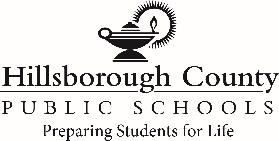 Hillsborough County
PUBLIC SCHOOLS
Preparing Students for Life